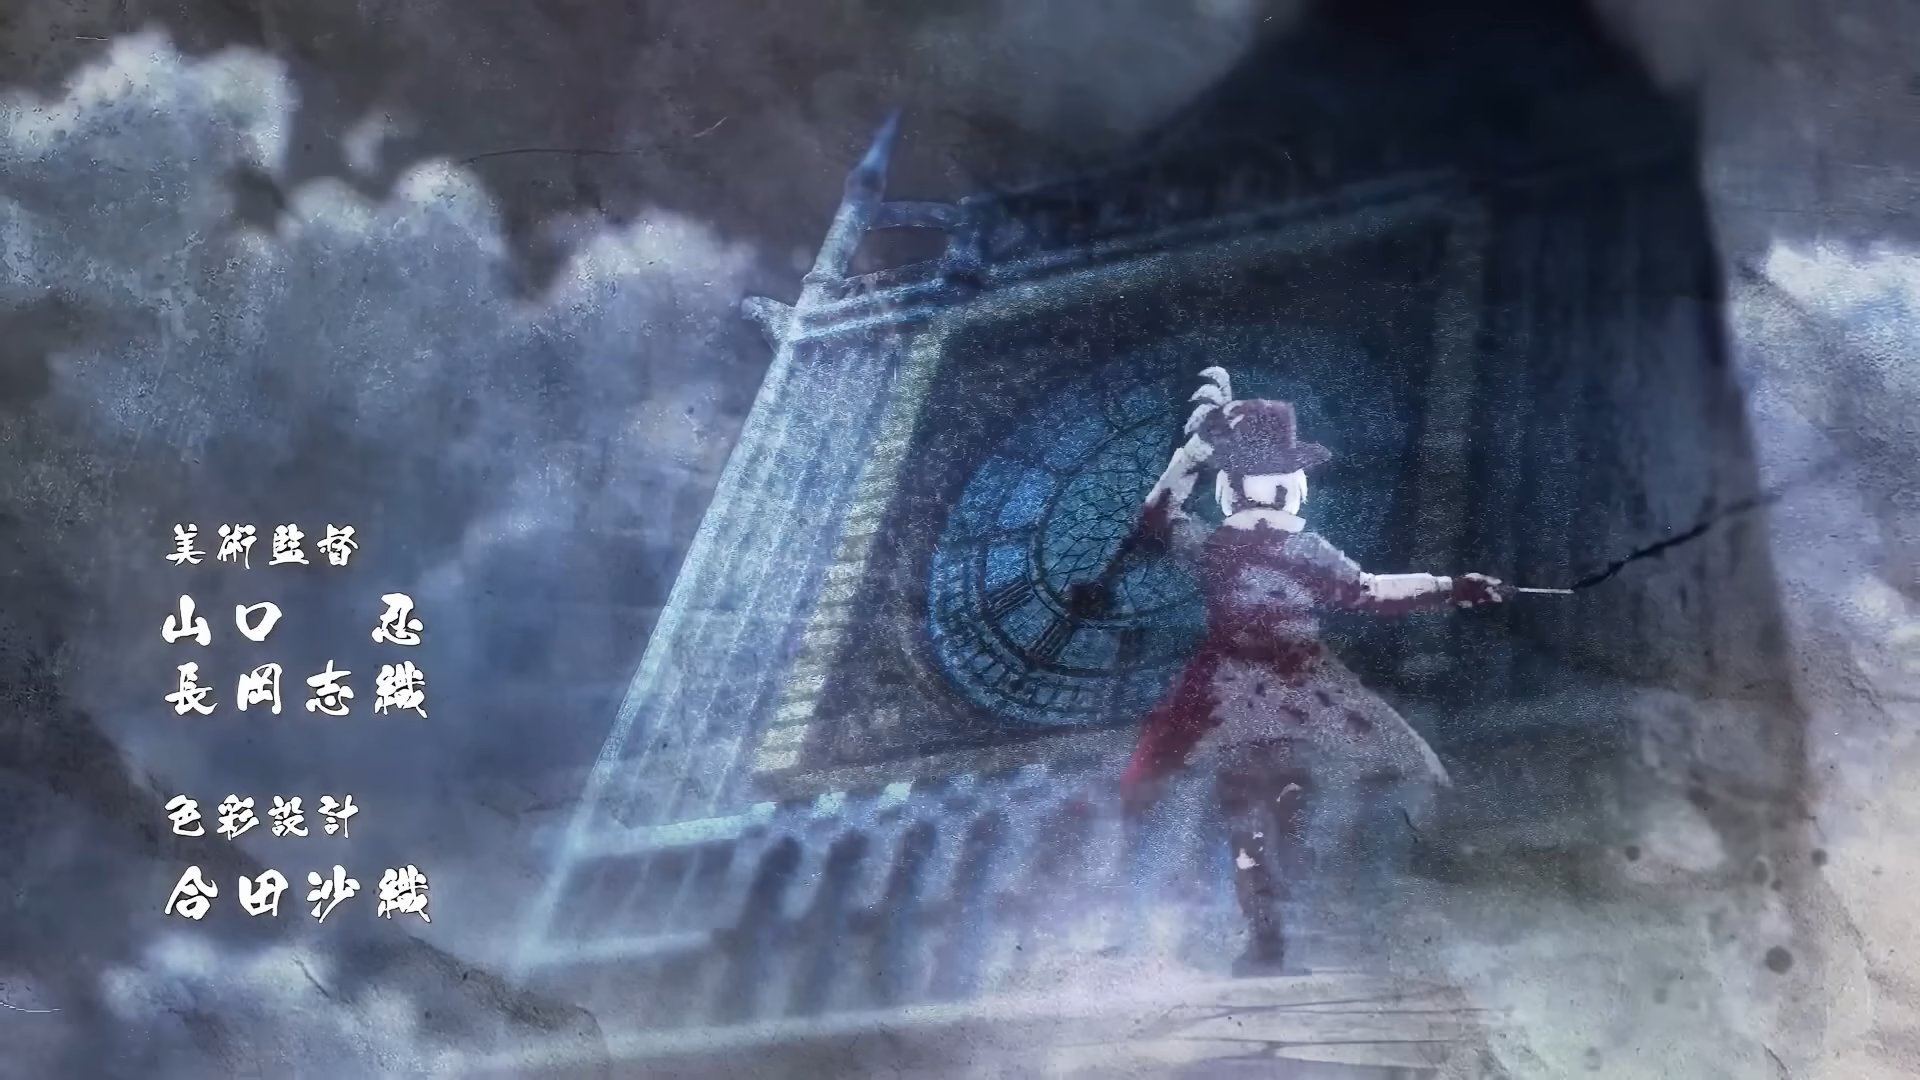 美術監督
山口　忍
長岡志織
色彩設計
合田沙織